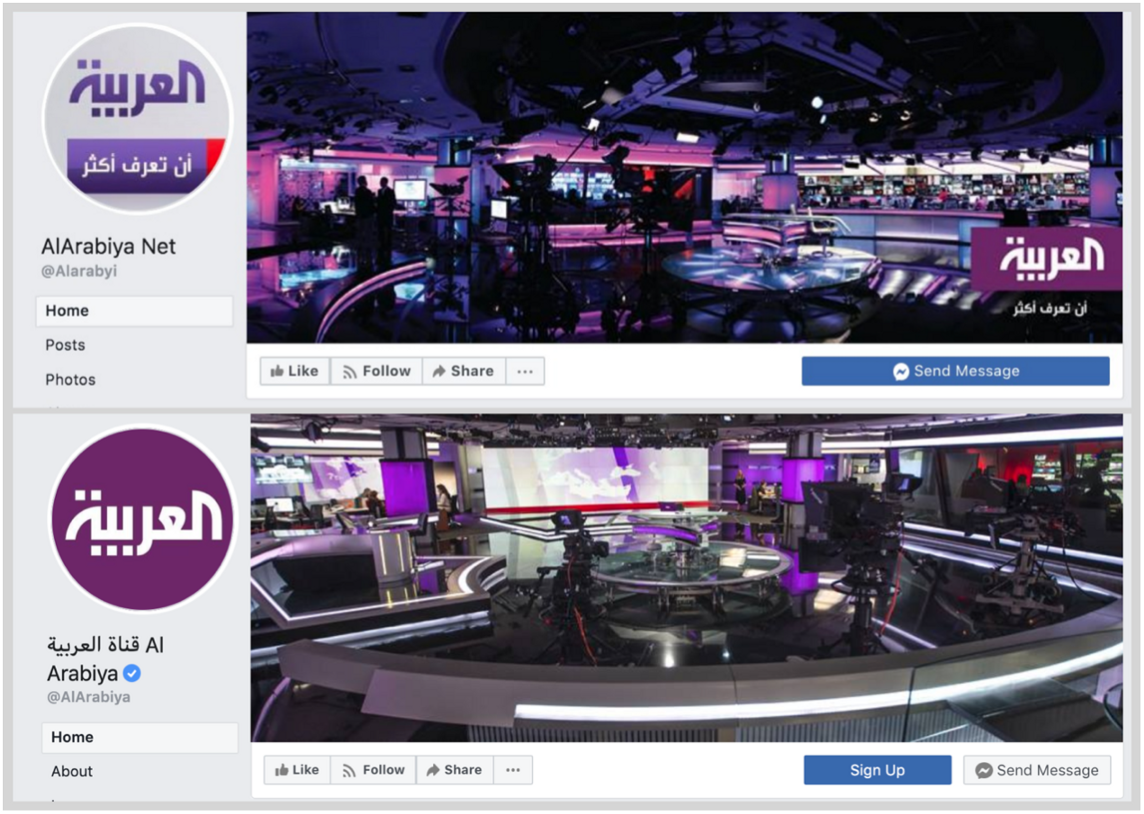 العربية
أن تعرف أكثر
AlArabiya Net
@Alarabyi
Home
Posts
Photos
العربية
أن تعرف أكثر
Like
Follow
Share
Send Message
العربية
قناة العربية Al
Arabiya
@AlArabiya
Home
About
Like
Follow
Share
Sign Up
Send Message